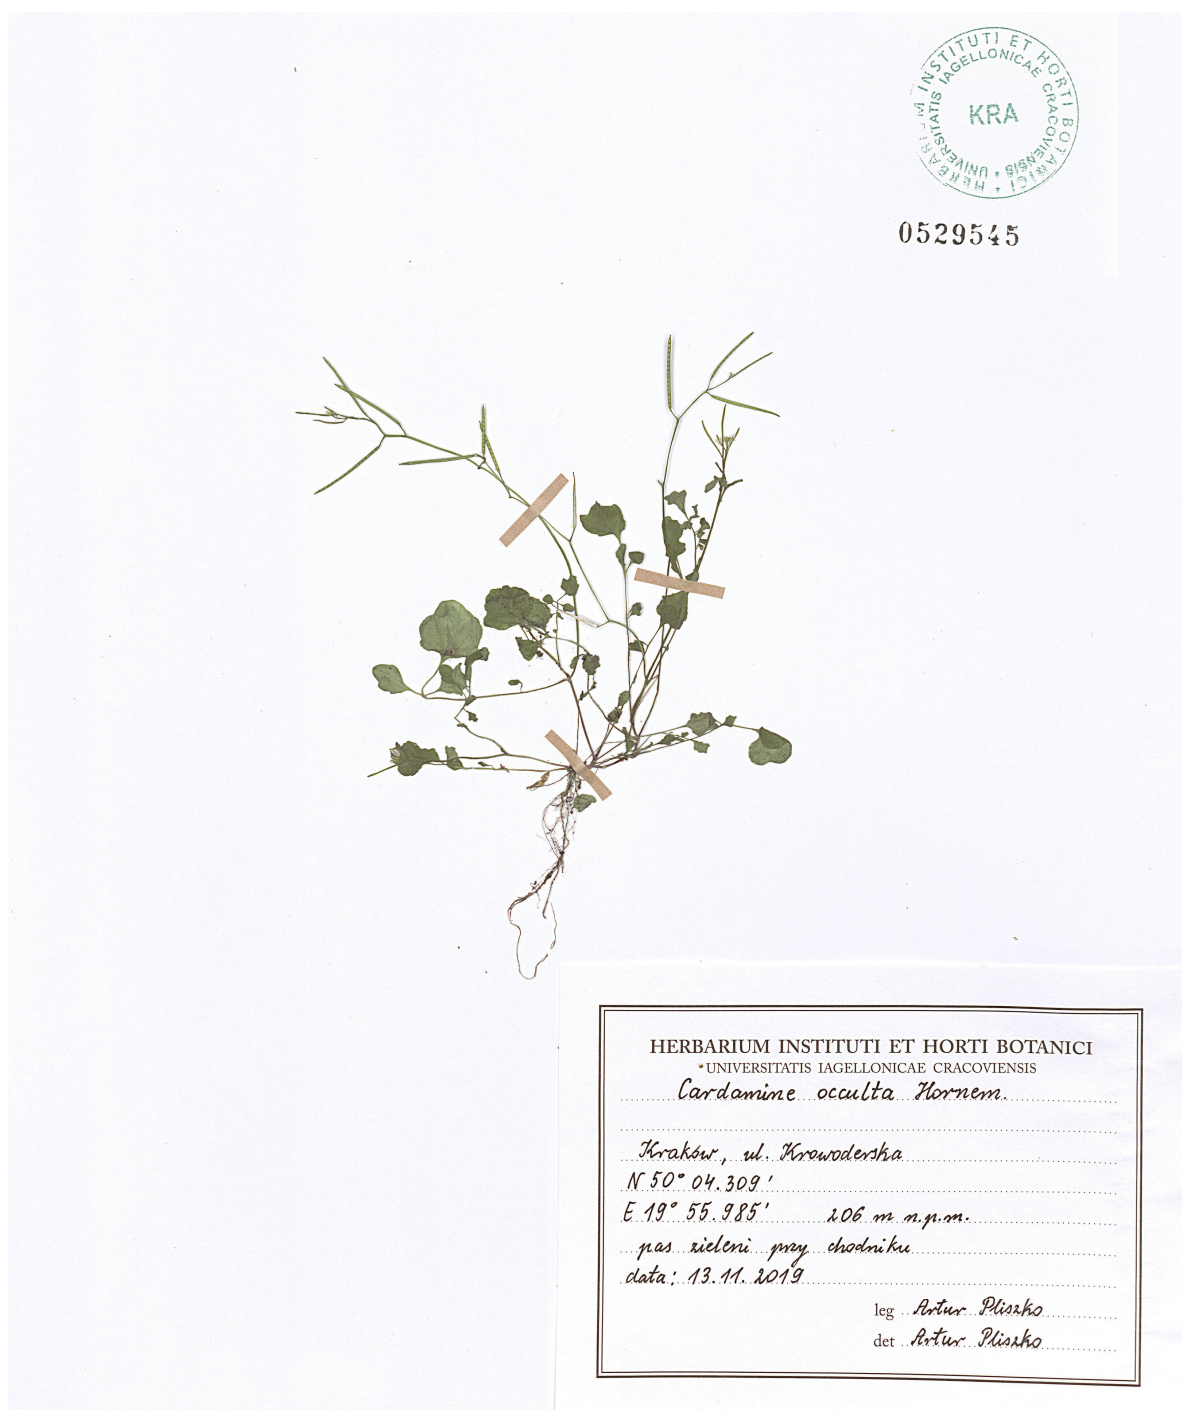 HERBARIUM INSTITUTI ET HORTI BOTANICI *
UNIVERSITATIS IAGELLONICAE CRACOVIENSIS *
KRA
0529545
HERBARIUM INSTITUTI ET HORTI BOTANICI
UNIVERSITATIS IAGELLONICAE CRACOVIENSIS
Cardamine occulta Hornem.
Kraków, ul. Krowoderska
N 50° 04.309'
E 19° 55.985' 206 m n.p.m.
pas zieleni przy chodniku
data: 13.11.2019
leg Artur Pliszko
det Artur Pliszko